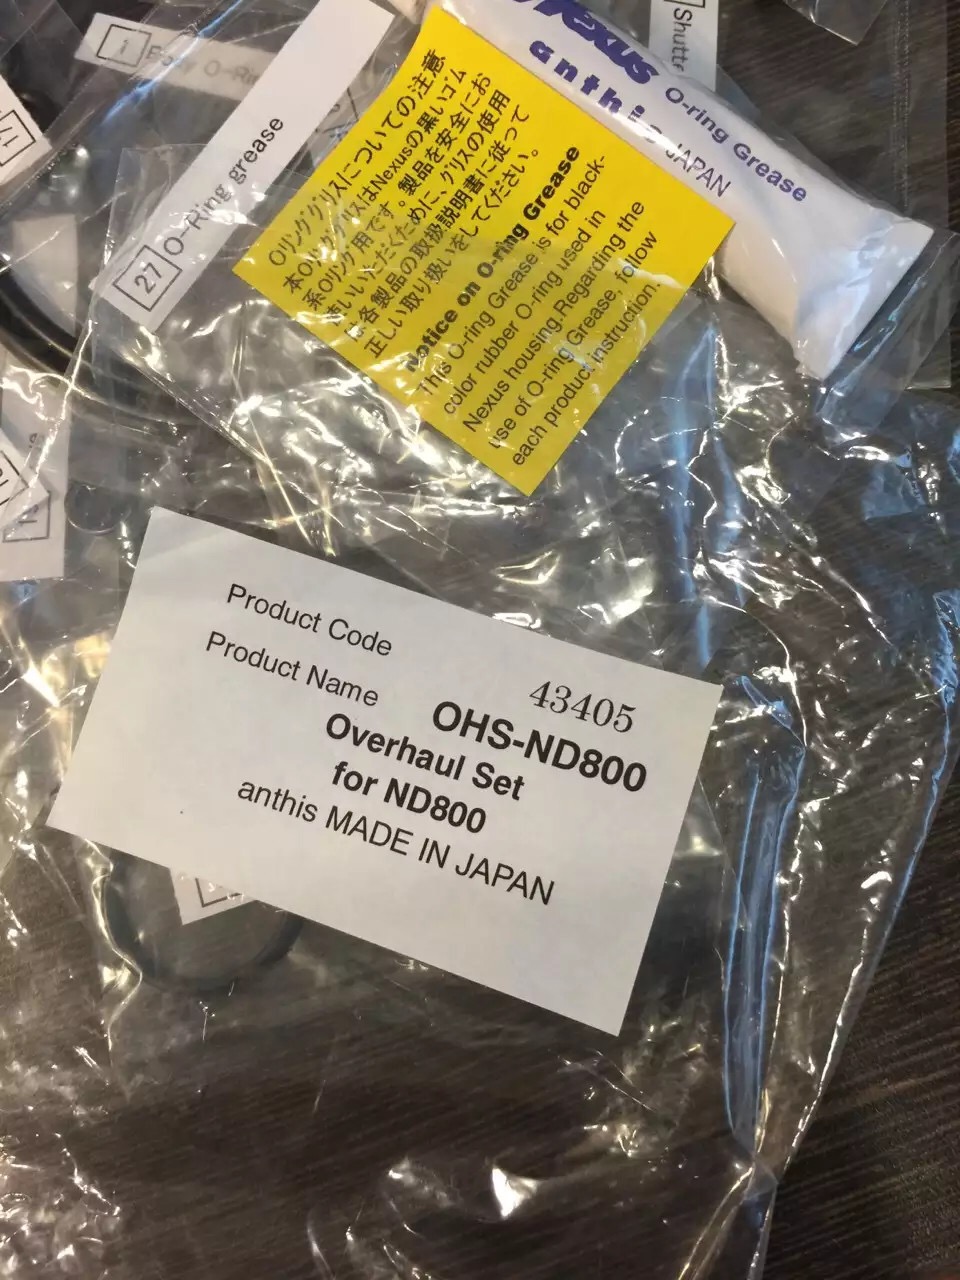 1
O-Ri
Shutte
27 O-Ring grease
Nexus
anthis JAPAN
O-ring Grease
Oリンググリスについての注意
本OリンググリスはNexusの黒いゴム
系Oリング用です。製品を安全にお
使いいただくために、グリスの使用
は各製品の取扱説明書に従って
正しい取り扱いをしてください。
Notice on O-ring Grease
This O-ring Grease is for black-
color rubber O-ring used in
Nexus housing.Regarding the
use of O-ring Grease, follow
each product instruction.
Product Code
43405
Product Name
OHS-ND800
Overhaul Set
for ND800
anthis MADE IN JAPAN